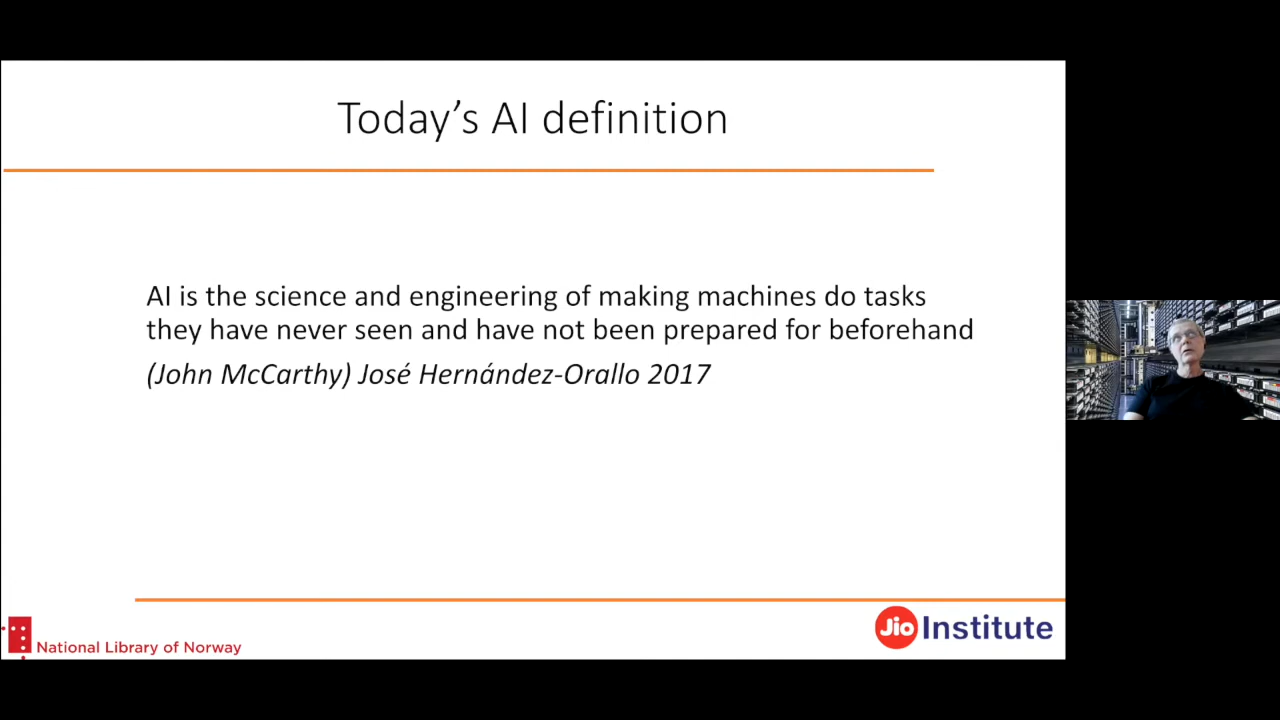 Today's AI definition
AI is the science and engineering of making machines do tasks
they have never seen and have not been prepared for beforehand
(John McCarthy) José Hernández-Orallo 2017
National Library of Norway
Jio Institute